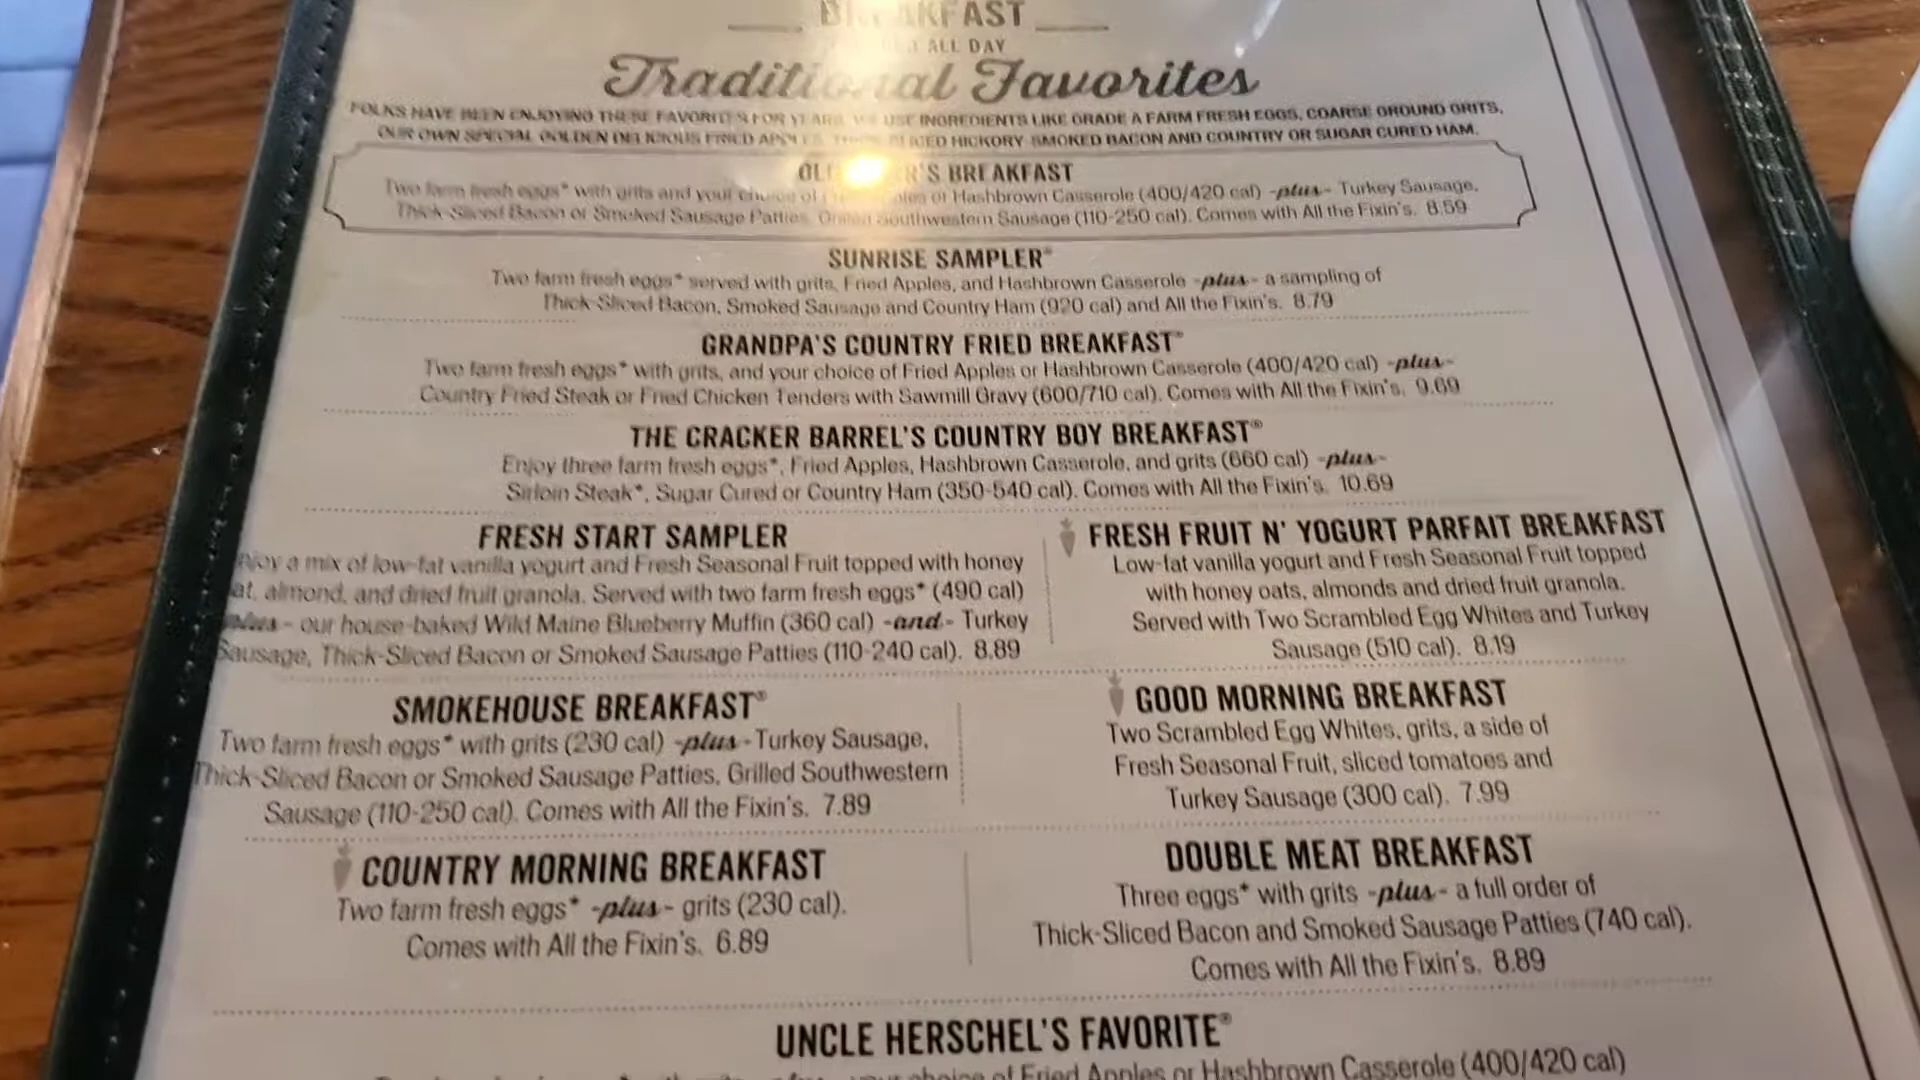 BREAKFAST
ALL DAY
Traditional Favorites
FOLKS HAVE BEEN ENJOYING THESE FAVORITES FOR YEARS. WE USE INGREDIENTS LIKE GRADE A FARM FRESH EGGS, COARSE GROUND GRITS,
OUR OWN SPECIAL GOLDEN DELICIOUS FRIED APPLES, THICK-SLICED HICKORY-SMOKED BACON AND COUNTRY OR SUGAR CURED HAM.
'S BREAKFAST
Two farm fresh eggs* with grits and your choice of Fried Apples or Hashbrown Casserole (400/420 cal) -plus- Turkey Sausage,
Thick-Sliced Bacon or Smoked Sausage Patties, Grilled Southwestern Sausage (110-250 cal). Comes with All the Fixin's. 8.59
SUNRISE SAMPLER®
Two farm fresh eggs* served with grits, Fried Apples, and Hashbrown Casserole -plus- a sampling of
Thick-Sliced Bacon, Smoked Sausage and Country Ham (920 cal) and All the Fixin's. 8.79
GRANDPA'S COUNTRY FRIED BREAKFAST®
Two farm fresh eggs* with grits, and your choice of Fried Apples or Hashbrown Casserole (400/420 cal) -plus-
Country Fried Steak or Fried Chicken Tenders with Sawmill Gravy (600/710 cal). Comes with All the Fixin's. 9.69
THE CRACKER BARREL'S COUNTRY BOY BREAKFAST®
Enjoy three farm fresh eggs*, Fried Apples, Hashbrown Casserole, and grits (660 cal) -plus-
Sirloin Steak*, Sugar Cured or Country Ham (350-540 cal). Comes with All the Fixin's. 10.69
FRESH START SAMPLER
njoy a mix of low-fat vanilla yogurt and Fresh Seasonal Fruit topped with honey
at, almond, and dried fruit granola. Served with two farm fresh eggs* (490 cal)
plus- our house-baked Wild Maine Blueberry Muffin (360 cal) -and- Turkey
Sausage, Thick-Sliced Bacon or Smoked Sausage Patties (110-240 cal). 8.89
FRESH FRUIT N' YOGURT PARFAIT BREAKFAST
Low-fat vanilla yogurt and Fresh Seasonal Fruit topped
with honey oats, almonds and dried fruit granola.
Served with Two Scrambled Egg Whites and Turkey
Sausage (510 cal). 8.19
SMOKEHOUSE BREAKFAST®
Two farm fresh eggs* with grits (230 cal) -plus- Turkey Sausage,
Thick-Sliced Bacon or Smoked Sausage Patties, Grilled Southwestern
Sausage (110-250 cal). Comes with All the Fixin's. 7.89
GOOD MORNING BREAKFAST
Two Scrambled Egg Whites, grits, a side of
Fresh Seasonal Fruit, sliced tomatoes and
Turkey Sausage (300 cal). 7.99
COUNTRY MORNING BREAKFAST
Two farm fresh eggs* -plus- grits (230 cal).
Comes with All the Fixin's. 6.89
DOUBLE MEAT BREAKFAST
Three eggs* with grits -plus- a full order of
Thick-Sliced Bacon and Smoked Sausage Patties (740 cal).
Comes with All the Fixin's. 8.89
UNCLE HERSCHEL'S FAVORITE®
your choice of Fried Apples or Hashbrown Casserole (400/420 cal)